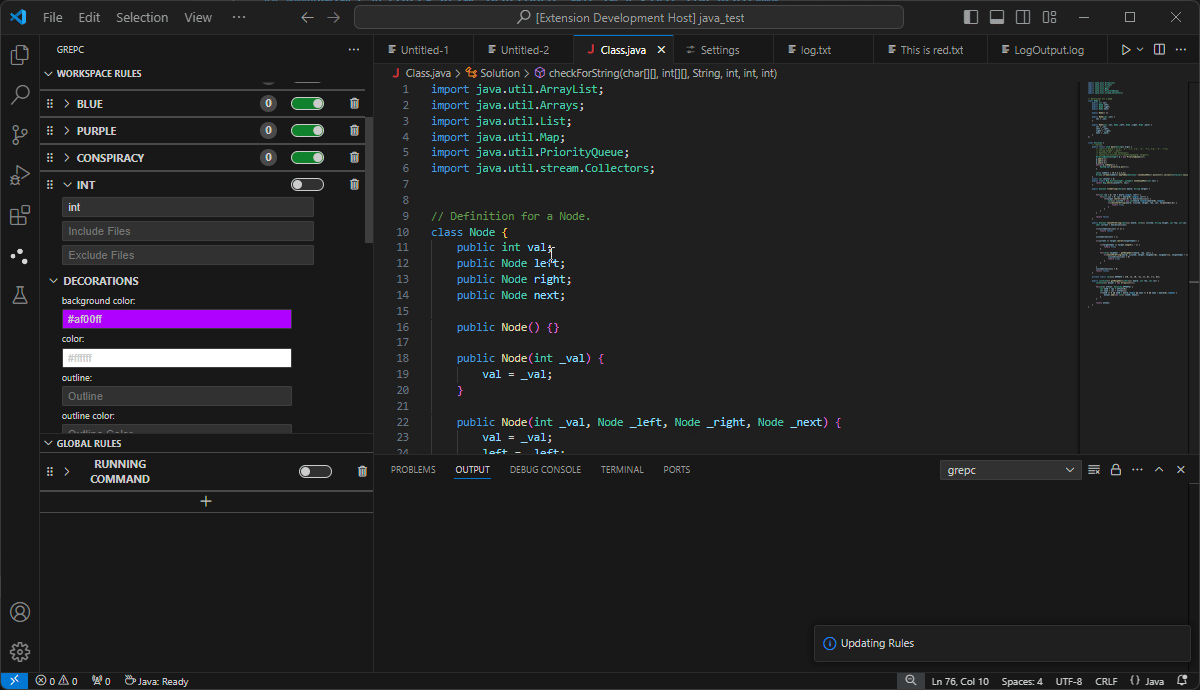 File Edit Selection View ··· [Extension Development Host] java_test
GREPC
WORKSPACE RULES
BLUE 0
PURPLE 0
CONSPIRACY 0
INT
int
Include Files
Exclude Files
DECORATIONS
background color:
#af00ff
color:
#ffffff
outline:
Outline
outline color:
Outline Color
GLOBAL RULES
RUNNING
COMMAND
+
Untitled-1 Untitled-2 Class.java Settings log.txt This is red.txt LogOutput.log
Class.java > Solution > checkForString(char[][], int[][], String, int, int, int)
1 import java.util.ArrayList;
2 import java.util.Arrays;
3 import java.util.List;
4 import java.util.Map;
5 import java.util.PriorityQueue;
6 import java.util.stream.Collectors;
7
8
9 // Definition for a Node.
10 class Node {
11 public int val;
12 public Node left;
13 public Node right;
14 public Node next;
15
16 public Node() {}
17
18 public Node(int _val) {
19 val = _val;
20 }
21
22 public Node(int _val, Node _left, Node _right, Node _next) {
23 val = _val;
left = _left;
PROBLEMS OUTPUT DEBUG CONSOLE TERMINAL PORTS grepc
Updating Rules
0 0 0 Java: Ready Ln 76, Col 10 Spaces: 4 UTF-8 CRLF {} Java